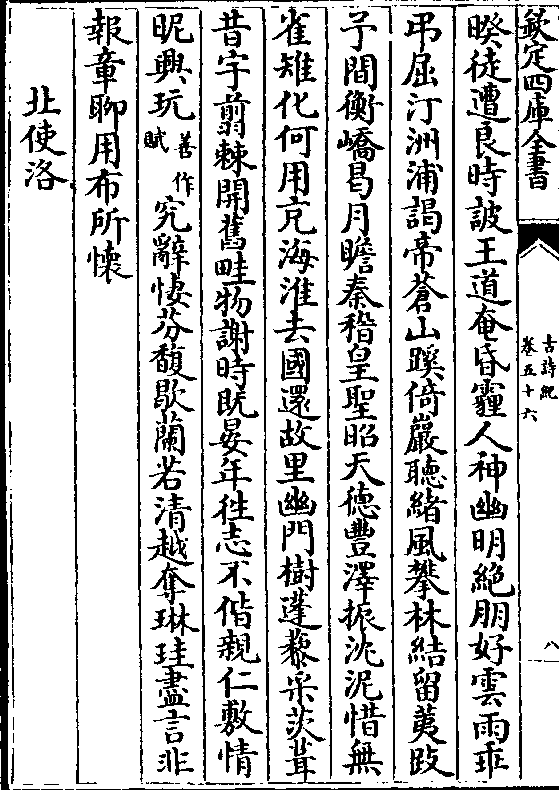 欽定四庫全書
古詩紀
卷五十六
八
暌徒遭良時詖王道奄昏霾人神幽明絶朋好雲雨乖
弔屈汀洲浦謁帝蒼山蹊倚巖聽緒風攀林結留荑跂
予間衡嶠曷月瞻秦稽皇聖昭天德豐澤振沈泥惜無
雀雉化何用充海淮去國還故里幽門樹蓬藜采茨葺
昔宇翦棘開舊畦物謝時旣晏年徃志不偕親仁敷情
昵興玩善作賦究辭悽芬馥歇蘭若清越奪琳珪盡言非
報章聊用布所懷
北使洛